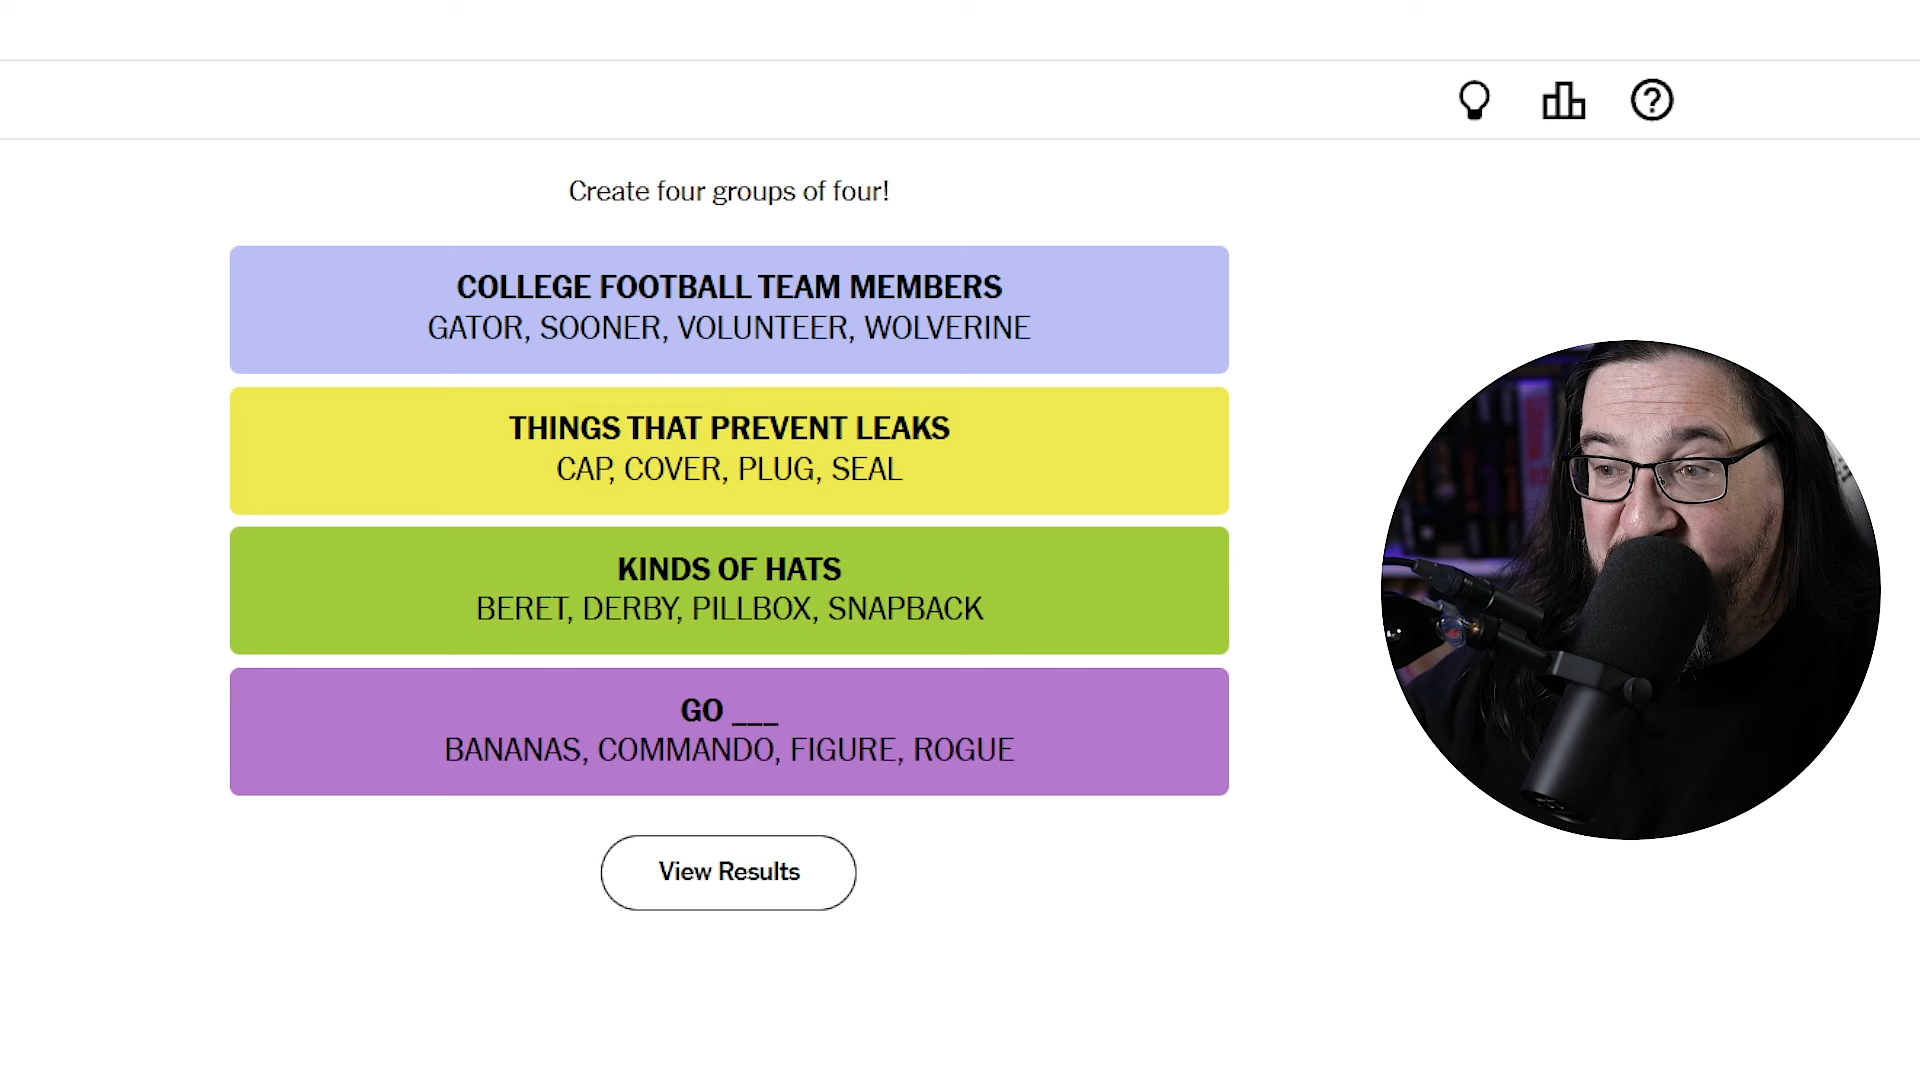 Create four groups of four!
COLLEGE FOOTBALL TEAM MEMBERS
GATOR, SOONER, VOLUNTEER, WOLVERINE
THINGS THAT PREVENT LEAKS
CAP, COVER, PLUG, SEAL
KINDS OF HATS
BERET, DERBY, PILLBOX, SNAPBACK
GO ___
BANANAS, COMMANDO, FIGURE, ROGUE
View Results